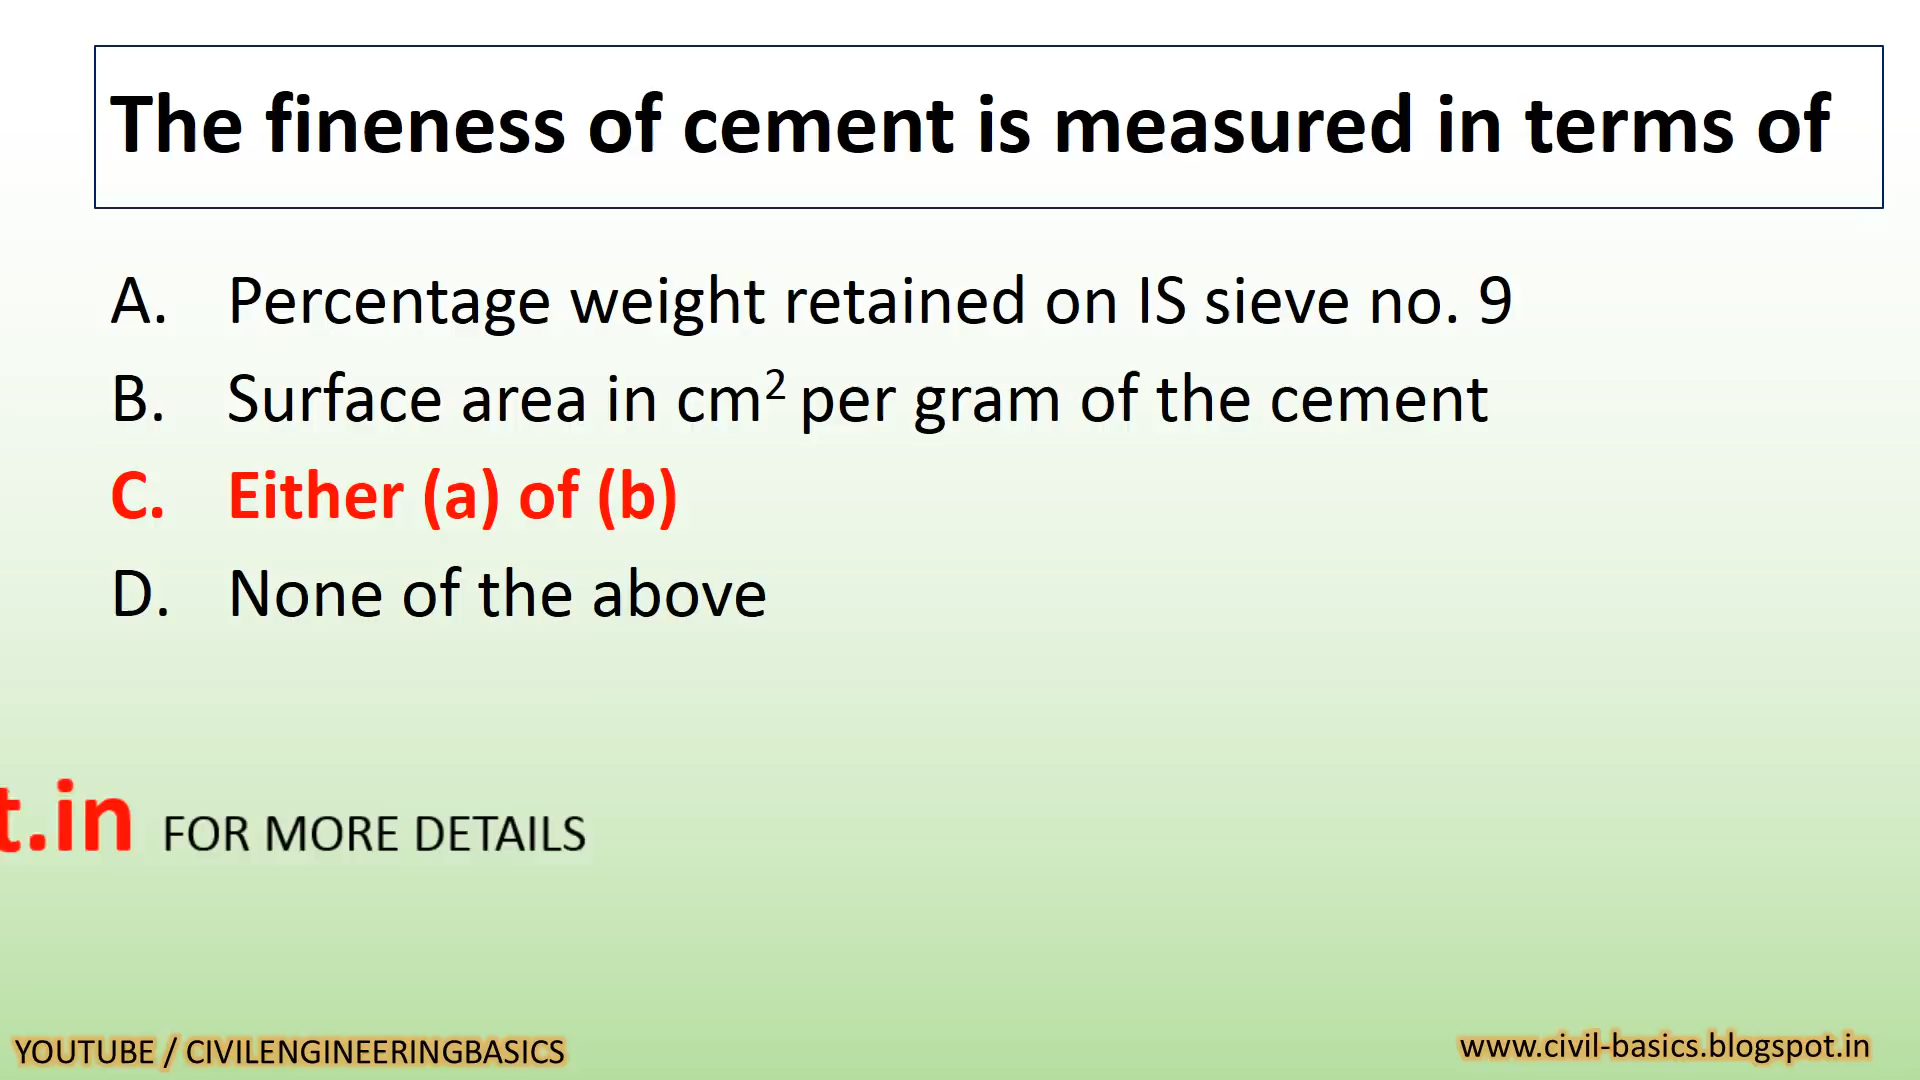 The fineness of cement is measured in terms of
A. Percentage weight retained on IS sieve no. 9
B. Surface area in cm² per gram of the cement
C. Either (a) of (b)
D. None of the above
t.in FOR MORE DETAILS
YOUTUBE / CIVILENGINEERINGBASICS
www.civil-basics.blogspot.in